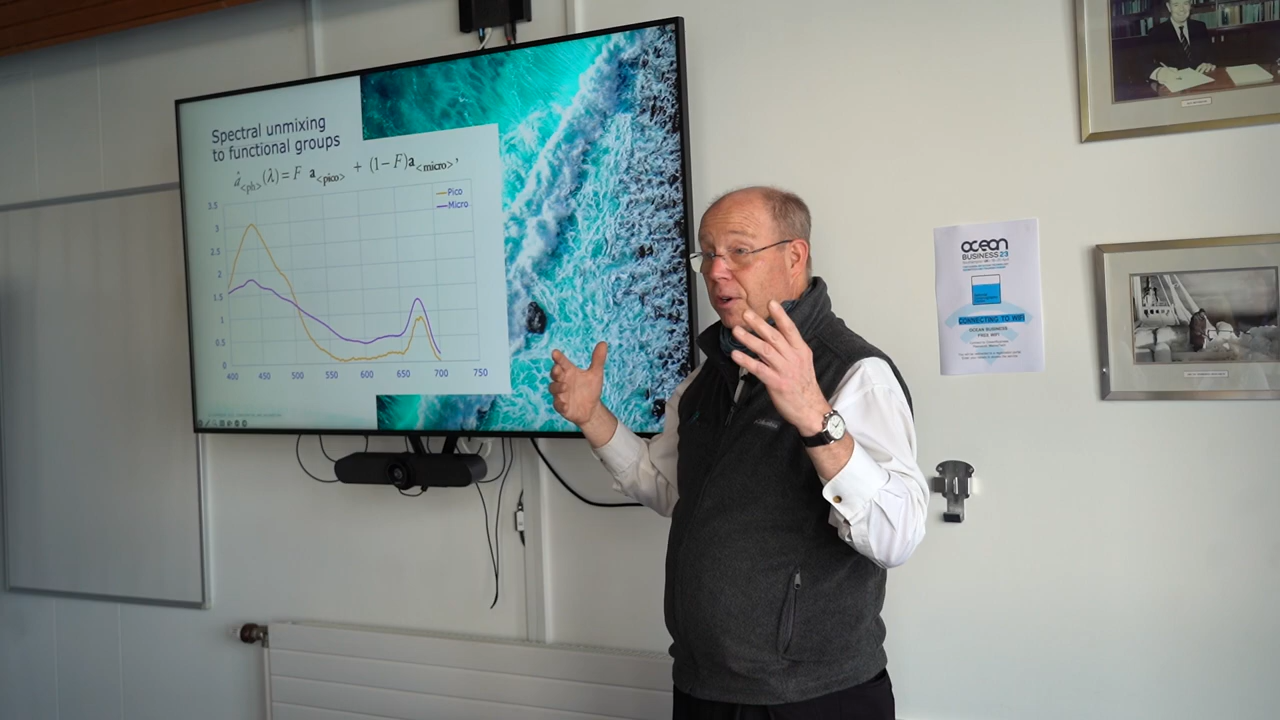 Spectral unmixing
to functional groups
â<ph>(λ) = F a<pico> + (1−F)a<micro>,
Pico
Micro
3.5
3
2.5
2
1.5
1
0.5
0
400 450 500 550 600 650 700 750
ocean
BUSINESS 23
CONNECTING TO WIFI
OCEAN BUSINESS
FREE WIFI
Columbia